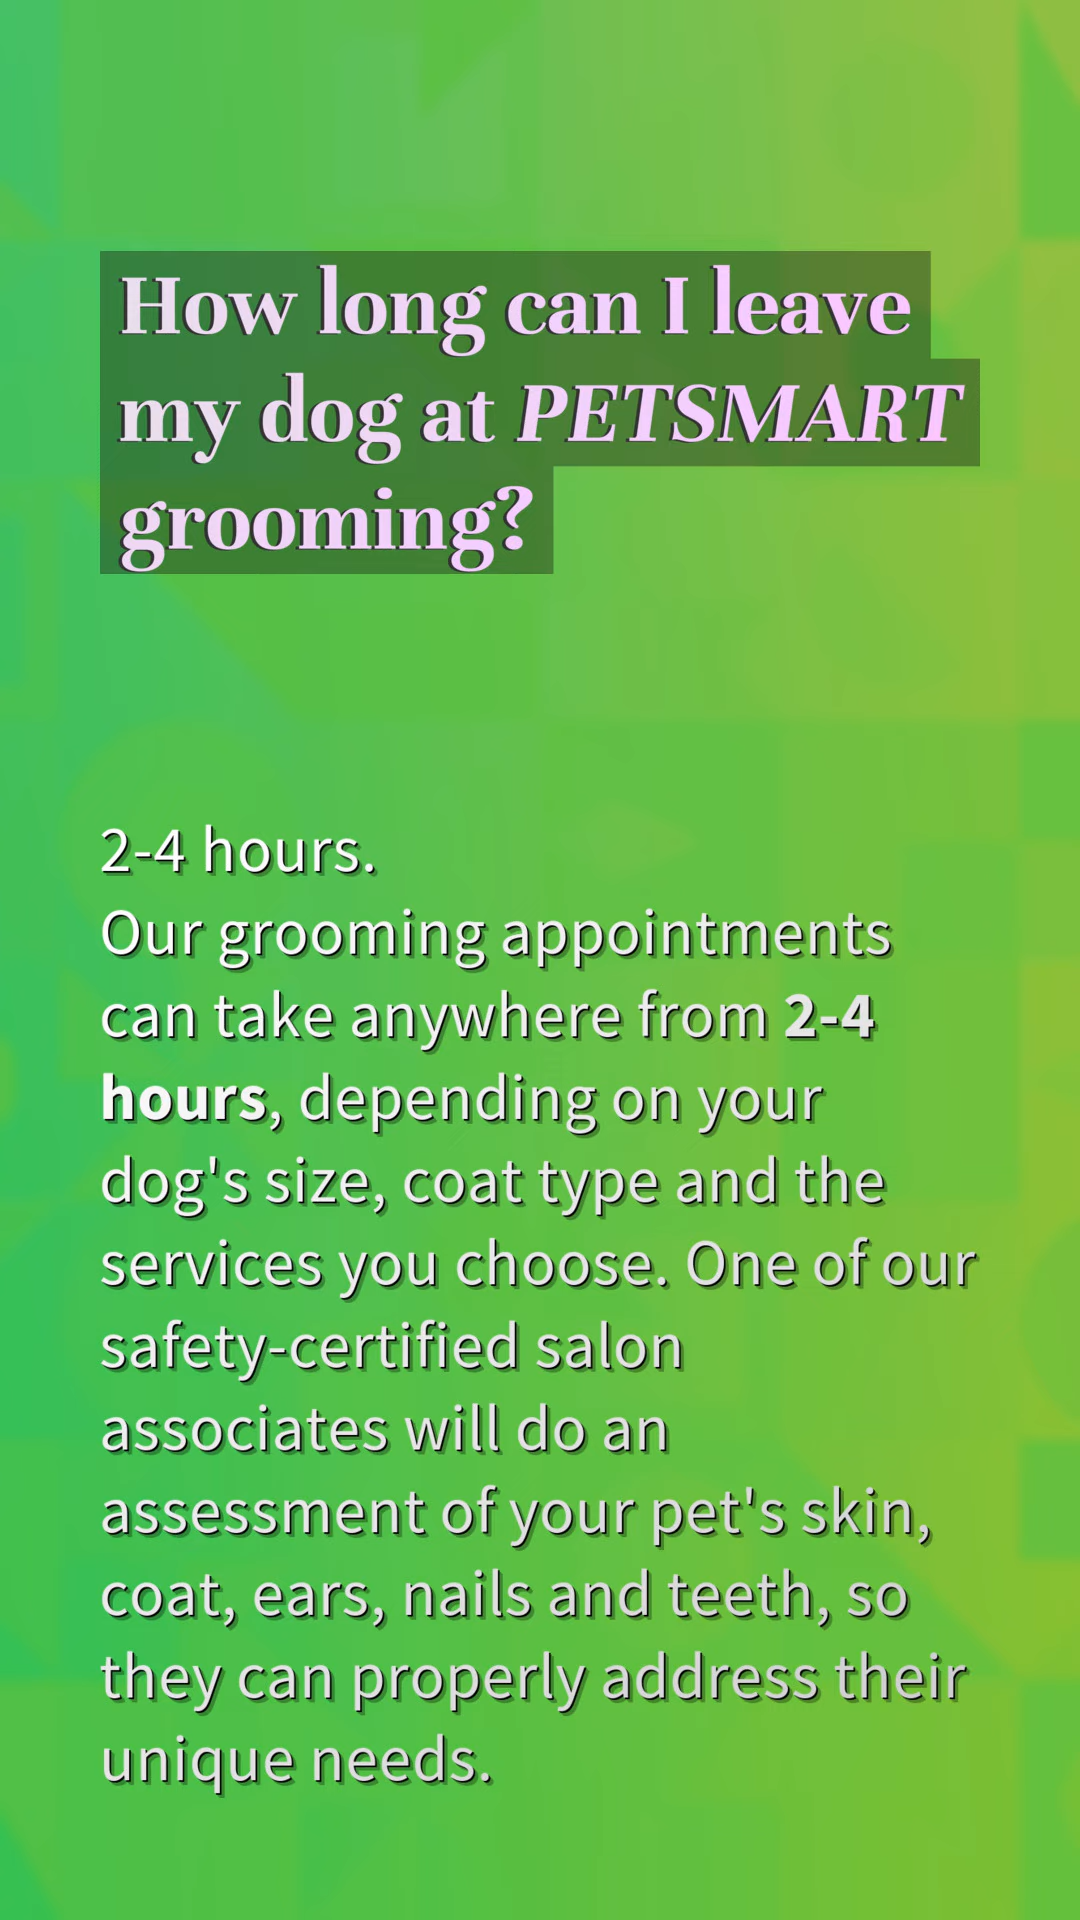 How long can I leave
my dog at PETSMART
grooming?
2-4 hours.
Our grooming appointments
can take anywhere from 2-4
hours, depending on your
dog's size, coat type and the
services you choose. One of our
safety-certified salon
associates will do an
assessment of your pet's skin,
coat, ears, nails and teeth, so
they can properly address their
unique needs.